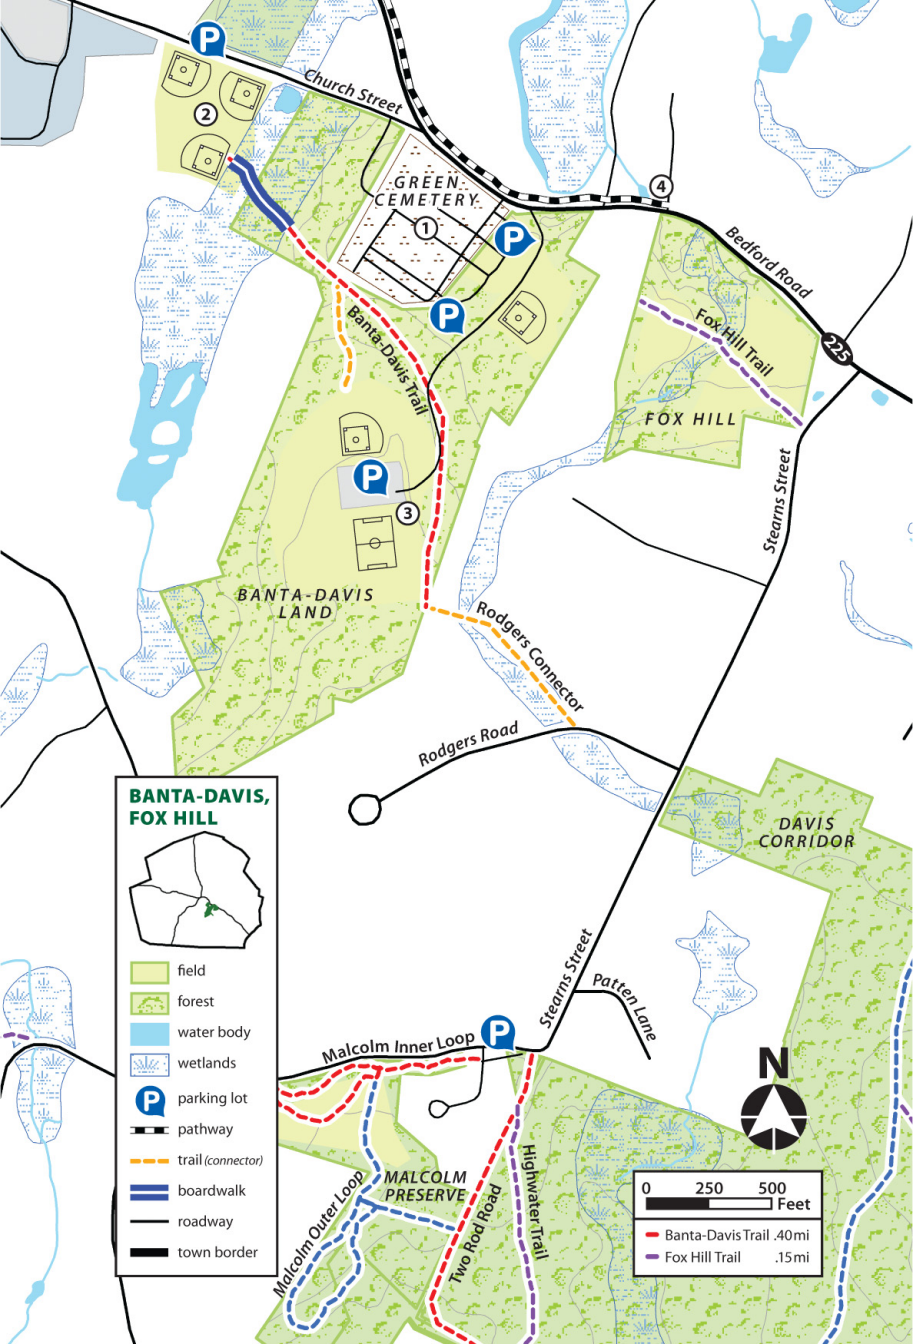 P
Church Street
2
GREEN
CEMETERY
1
4
P
P
Bedford Road
225
Banta-Davis Trail
Fox Hill Trail
FOX HILL
P
3
Stearns Street
BANTA-DAVIS
LAND
Rodgers Connector
Rodgers Road
DAVIS
CORRIDOR
BANTA-DAVIS,
FOX HILL
field
forest
water body
wetlands
P
parking lot
pathway
trail (connector)
boardwalk
roadway
town border
Stearns Street
Patten Lane
Malcolm Inner Loop
P
N
MALCOLM
PRESERVE
Malcolm Outer Loop
Two Rod Road
Highwater Trail
0 250 500
Feet
Banta-Davis Trail .40 mi
Fox Hill Trail .15 mi